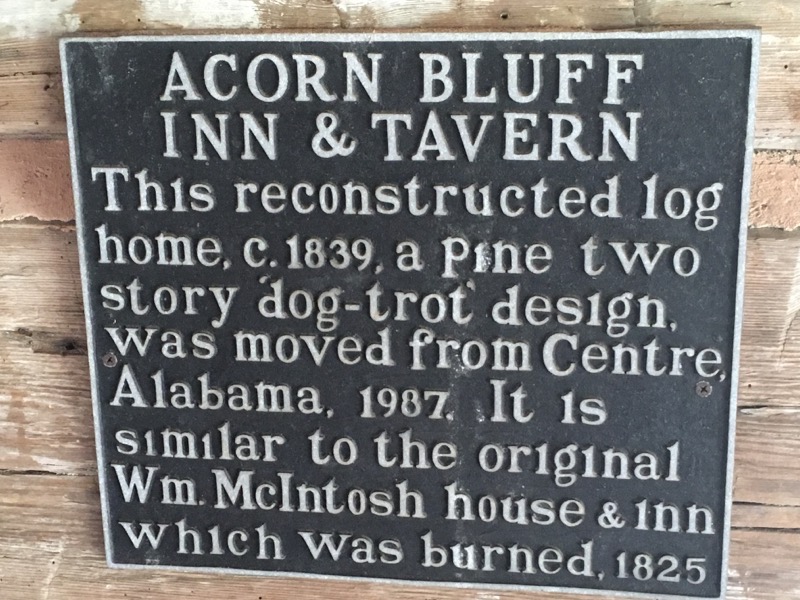 ACORN BLUFF
INN & TAVERN
This reconstructed log
home, c. 1839, a pine two
story "dog-trot" design,
was moved from Centre,
Alabama, 1987. It is
similar to the original
Wm. McIntosh house & inn
which was burned, 1825